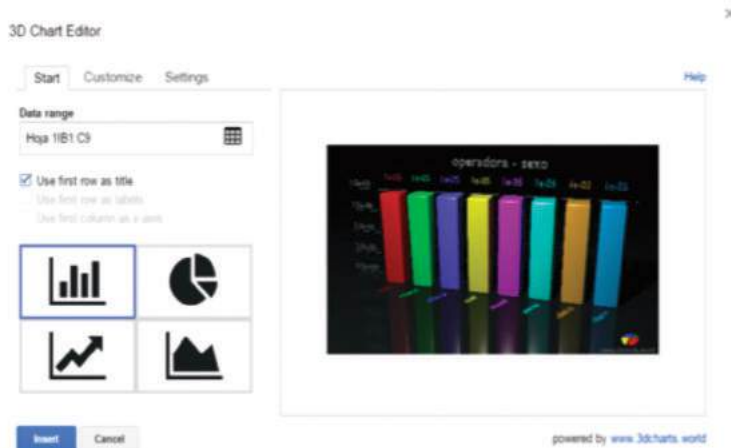 3D Chart Editor
Start Customize Settings
Help
Data range
Hoja 1!B1 C9
Use first row as title
Use first row as labels
Use first column as x axis
operadora - sexo
Insert Cancel
powered by www.3dcharts.world